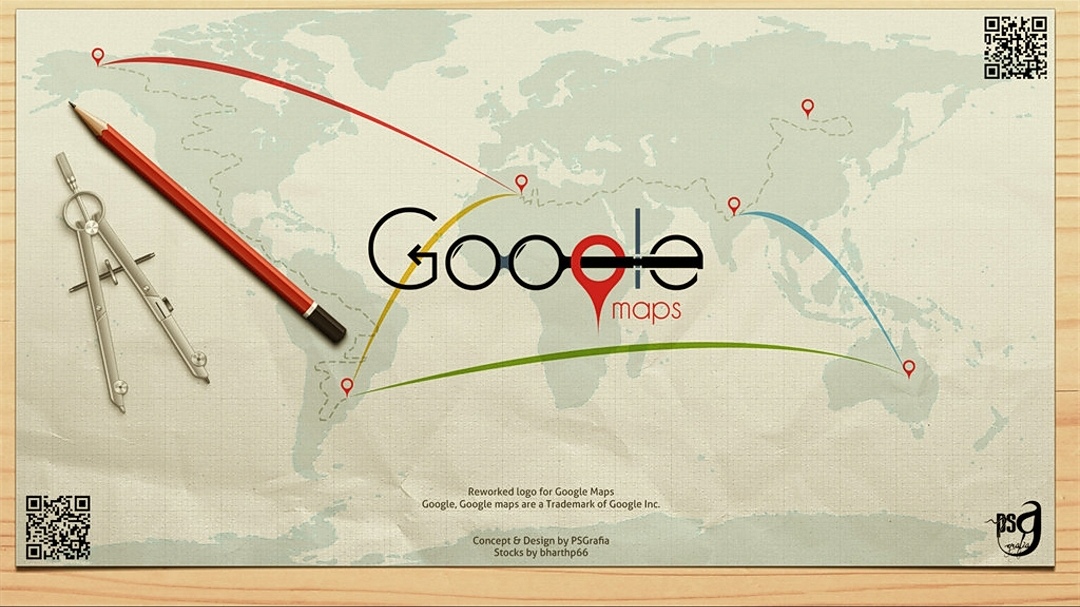 Google
maps
Reworked logo for Google Maps
Google, Google maps are a Trademark of Google Inc.
Concept & Design by PSGrafia
Stocks by bharthp66
psg
grafia